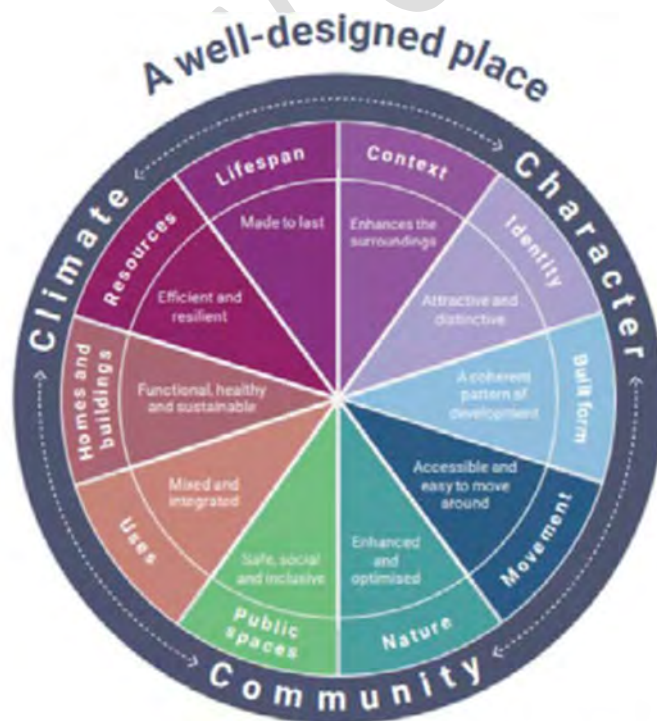 A well-designed place
Climate
Character
Community
Context
Enhances the
surroundings
Identity
Attractive and
distinctive
Built form
A coherent
pattern of
development
Movement
Accessible and
easy to move
around
Nature
Enhanced
and
optimised
Public
spaces
Safe, social
and inclusive
Uses
Mixed and
integrated
Homes and
buildings
Functional, healthy
and sustainable
Resources
Efficient and
resilient
Lifespan
Made to last